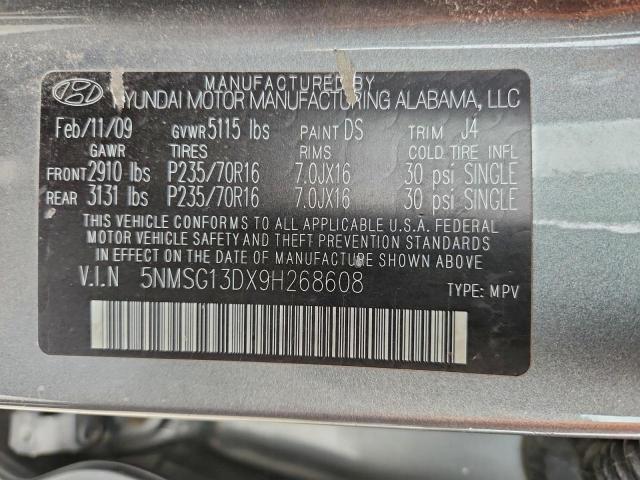 MANUFACTURED BY
HYUNDAI MOTOR MANUFACTURING ALABAMA, LLC
Feb/11/09 GVWR 5115 lbs PAINT DS TRIM J4
GAWR TIRES RIMS COLD TIRE INFL
FRONT 2910 lbs P235/70R16 7.0JX16 30 psi SINGLE
REAR 3131 lbs P235/70R16 7.0JX16 30 psi SINGLE
THIS VEHICLE CONFORMS TO ALL APPLICABLE U.S.A. FEDERAL
MOTOR VEHICLE SAFETY AND THEFT PREVENTION STANDARDS
IN EFFECT ON THE DATE OF MANUFACTURE SHOWN ABOVE.
V.I.N 5NMSG13DX9H268608 TYPE: MPV